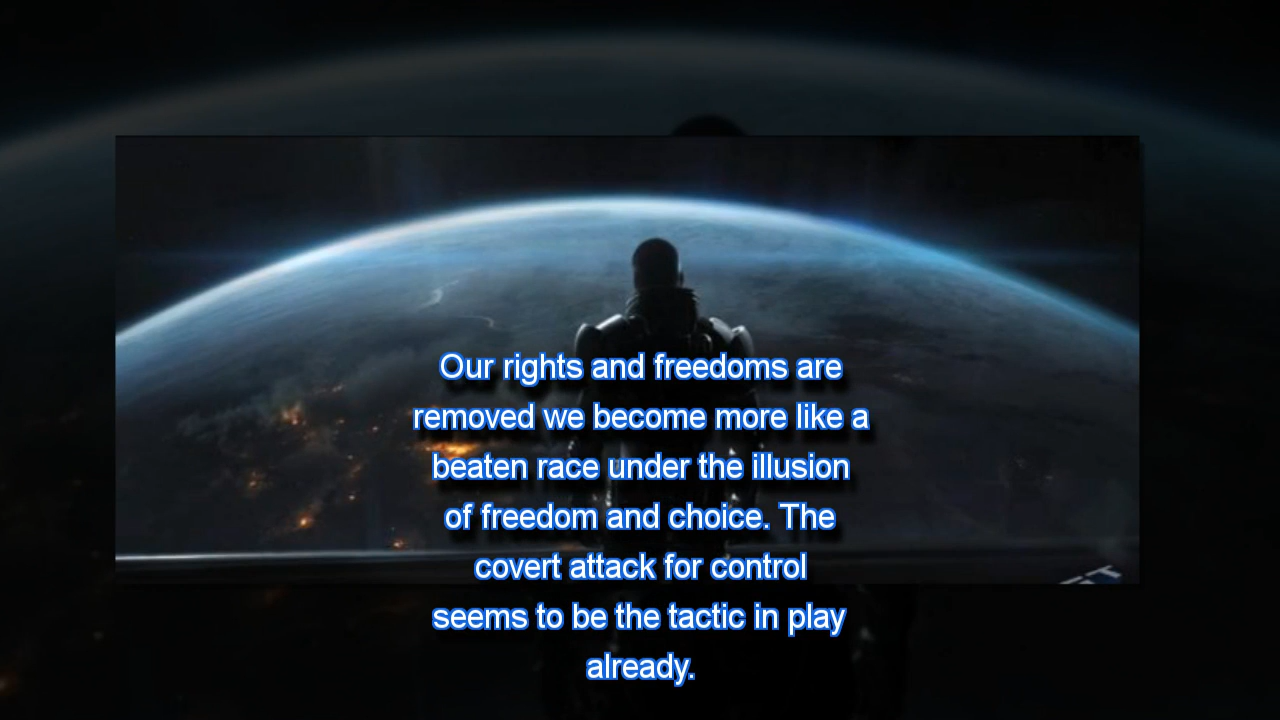 Our rights and freedoms are
removed we become more like a
beaten race under the illusion
of freedom and choice. The
covert attack for control
seems to be the tactic in play
already.